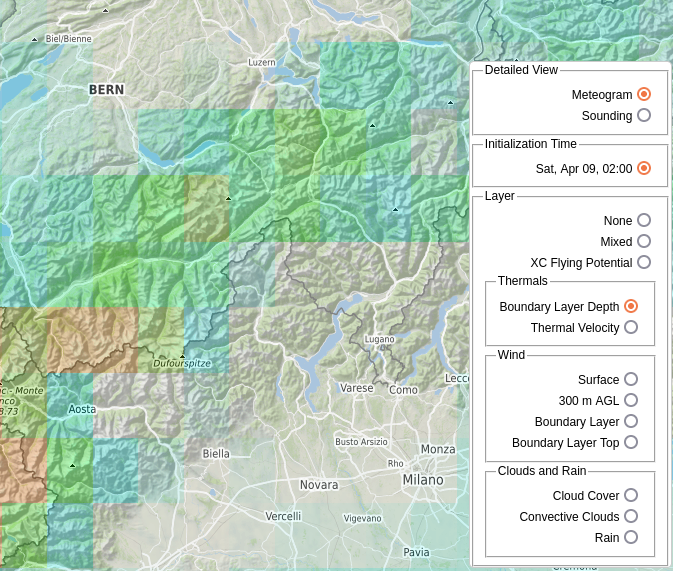 Biel/Bienne
Luzern
BERN
Dufourspitze
c - Monte
nco
8.73
Aosta
Lugano
Lecc
Varese
Como
Biella
Busto Arsizio
Monza
Rho
Milano
Novara
Vercelli
Vigevano
Pavia
Cremona
Detailed View
Meteogram
Sounding
Initialization Time
Sat, Apr 09, 02:00
Layer
None
Mixed
XC Flying Potential
Thermals
Boundary Layer Depth
Thermal Velocity
Wind
Surface
300 m AGL
Boundary Layer
Boundary Layer Top
Clouds and Rain
Cloud Cover
Convective Clouds
Rain